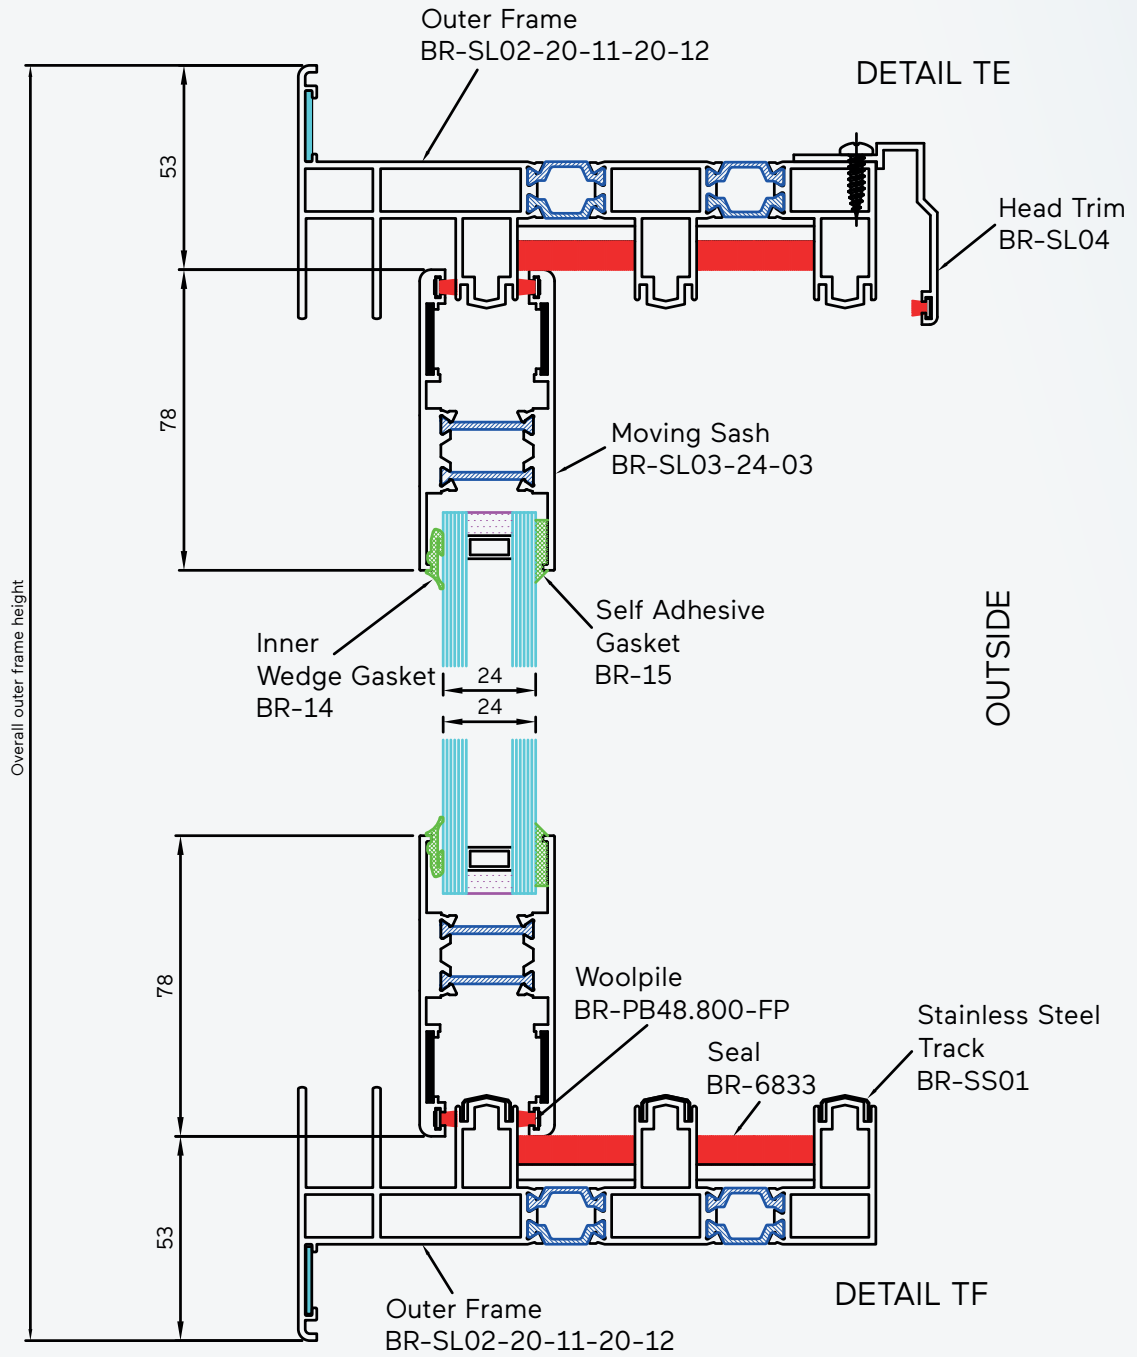 Outer Frame
BR-SL02-20-11-20-12
DETAIL TE
53
Head Trim
BR-SL04
78
Moving Sash
BR-SL03-24-03
Overall outer frame height
Self Adhesive
Gasket
BR-15
Inner
Wedge Gasket
BR-14
OUTSIDE
24
24
78
Woolpile
BR-PB48.800-FP
Stainless Steel
Track
BR-SS01
Seal
BR-6833
53
DETAIL TF
Outer Frame
BR-SL02-20-11-20-12